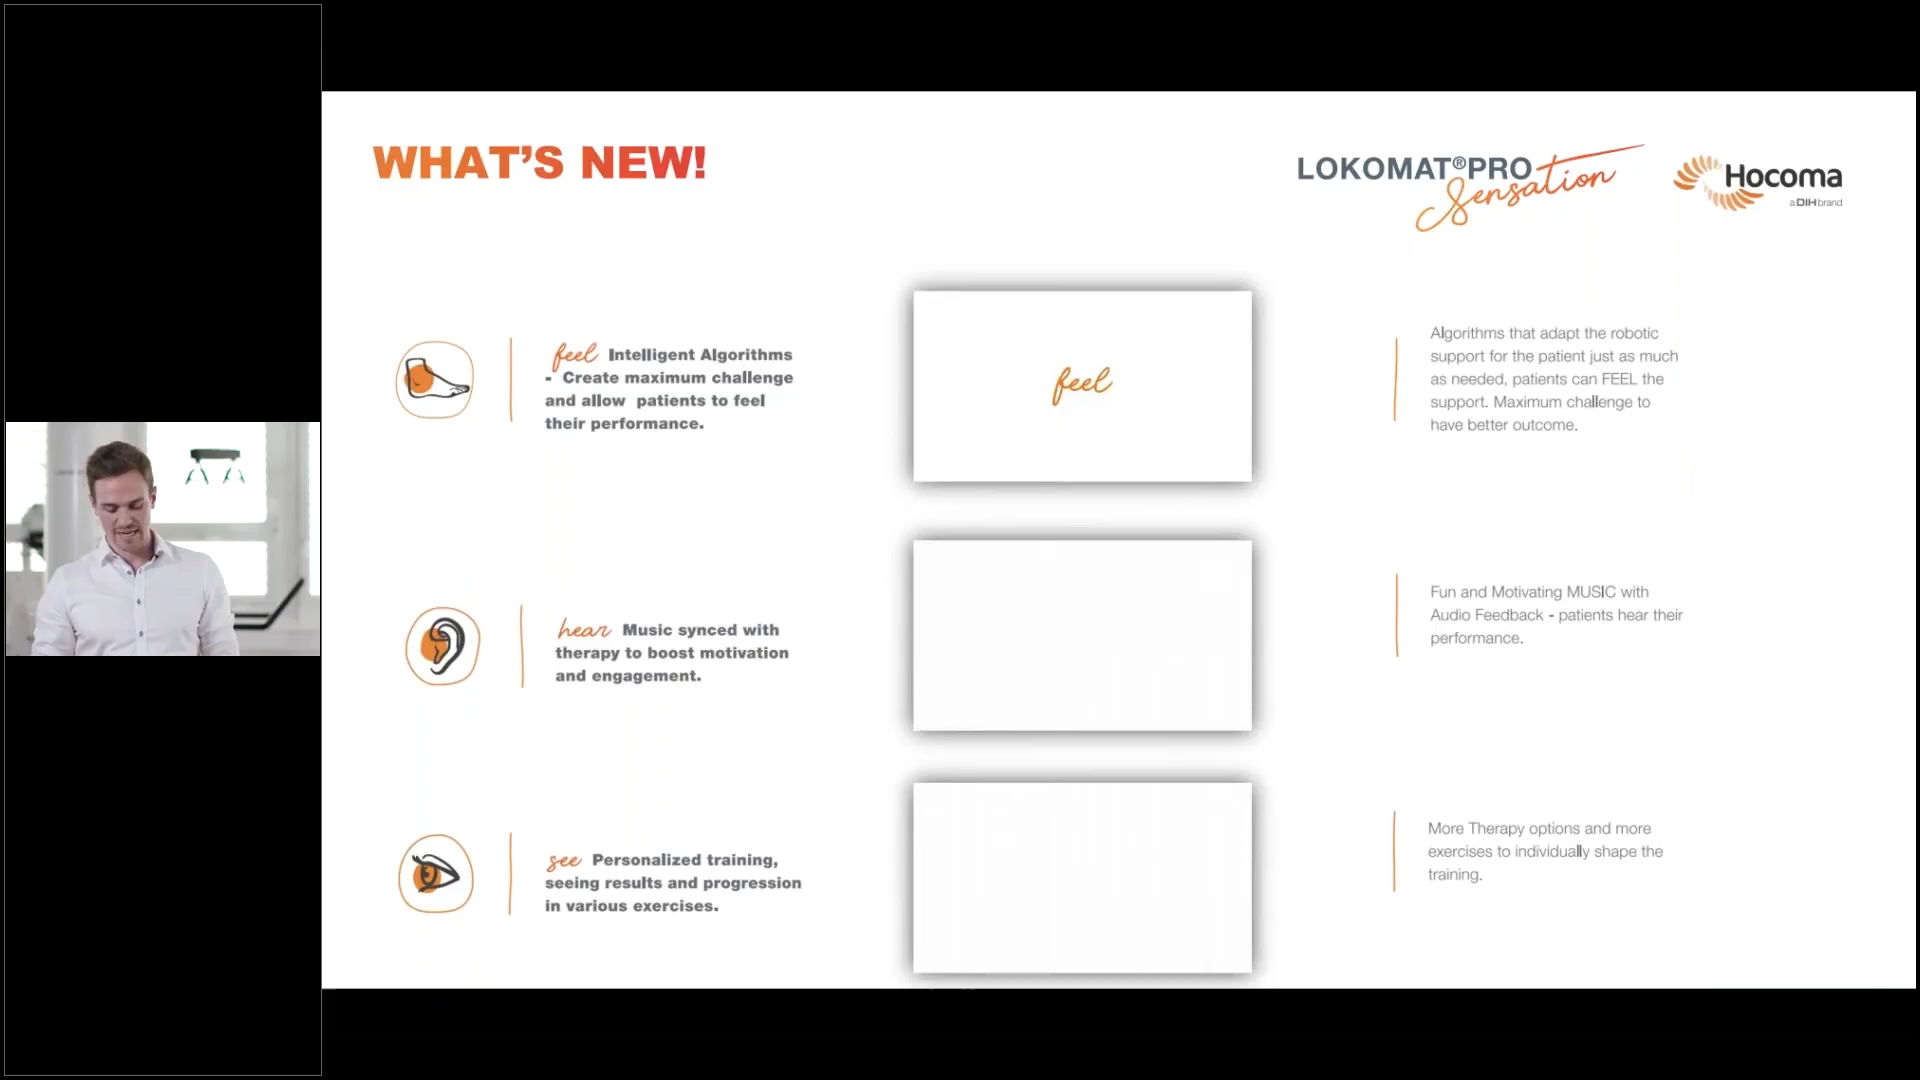 WHAT'S NEW!
LOKOMAT®PRO
Sensation
Hocoma
a DIH brand
feel Intelligent Algorithms
- Create maximum challenge
and allow patients to feel
their performance.
feel
Algorithms that adapt the robotic
support for the patient just as much
as needed, patients can FEEL the
support. Maximum challenge to
have better outcome.
hear Music synced with
therapy to boost motivation
and engagement.
Fun and Motivating MUSIC with
Audio Feedback - patients hear their
performance.
see Personalized training,
seeing results and progression
in various exercises.
More Therapy options and more
exercises to individually shape the
training.